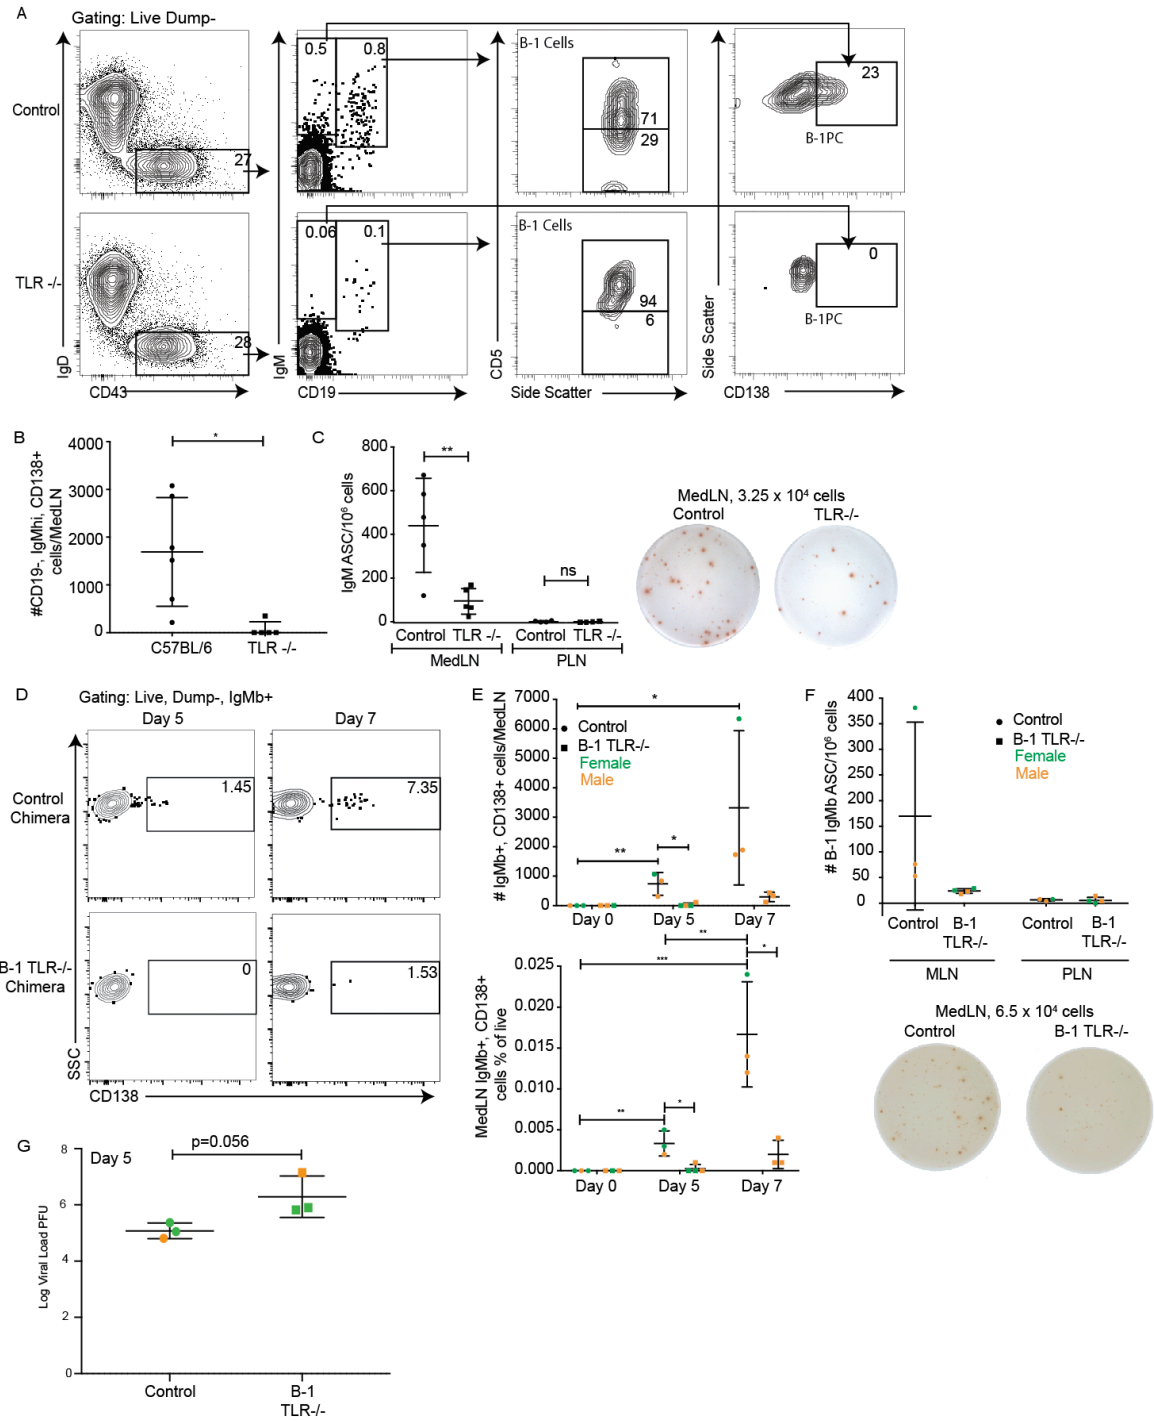 A
Gating: Live Dump-
Control
27
0.5
0.8
B-1 Cells
71
29
23
B-1PC
TLR -/-
28
0.06
0.1
B-1 Cells
94
6
0
B-1PC
IgD
IgM
CD5
Side Scatter
CD43
CD19
Side Scatter
CD138
B
#CD19-, IgMhi, CD138+
cells/MedLN
4000
3000
2000
1000
0
*
C57BL/6
TLR -/-
C
IgM ASC/10⁶ cells
800
600
400
200
0
**
ns
Control
TLR -/-
Control
TLR -/-
MedLN
PLN
MedLN, 3.25 x 10⁴ cells
Control
TLR-/-
D
Gating: Live, Dump-, IgMb+
Day 5
Day 7
Control
Chimera
1.45
7.35
B-1 TLR-/-
Chimera
0
1.53
SSC
CD138
E
# IgMb+, CD138+ cells/MedLN
7000
6000
5000
4000
3000
2000
1000
0
*
**
*
Control
B-1 TLR-/-
Female
Male
Day 0
Day 5
Day 7
MedLN IgMb+, CD138+
cells % of live
0.025
0.020
0.015
0.010
0.005
0.000
**
***
*
**
*
Day 0
Day 5
Day 7
F
# B-1 IgMb ASC/10⁶ cells
400
350
300
250
200
150
100
50
0
Control
B-1 TLR-/-
Female
Male
Control
B-1
TLR-/-
Control
B-1
TLR-/-
MLN
PLN
MedLN, 6.5 x 10⁴ cells
Control
B-1 TLR-/-
G
Day 5
p=0.056
Log Viral Load PFU
8
6
4
2
0
Control
B-1
TLR-/-